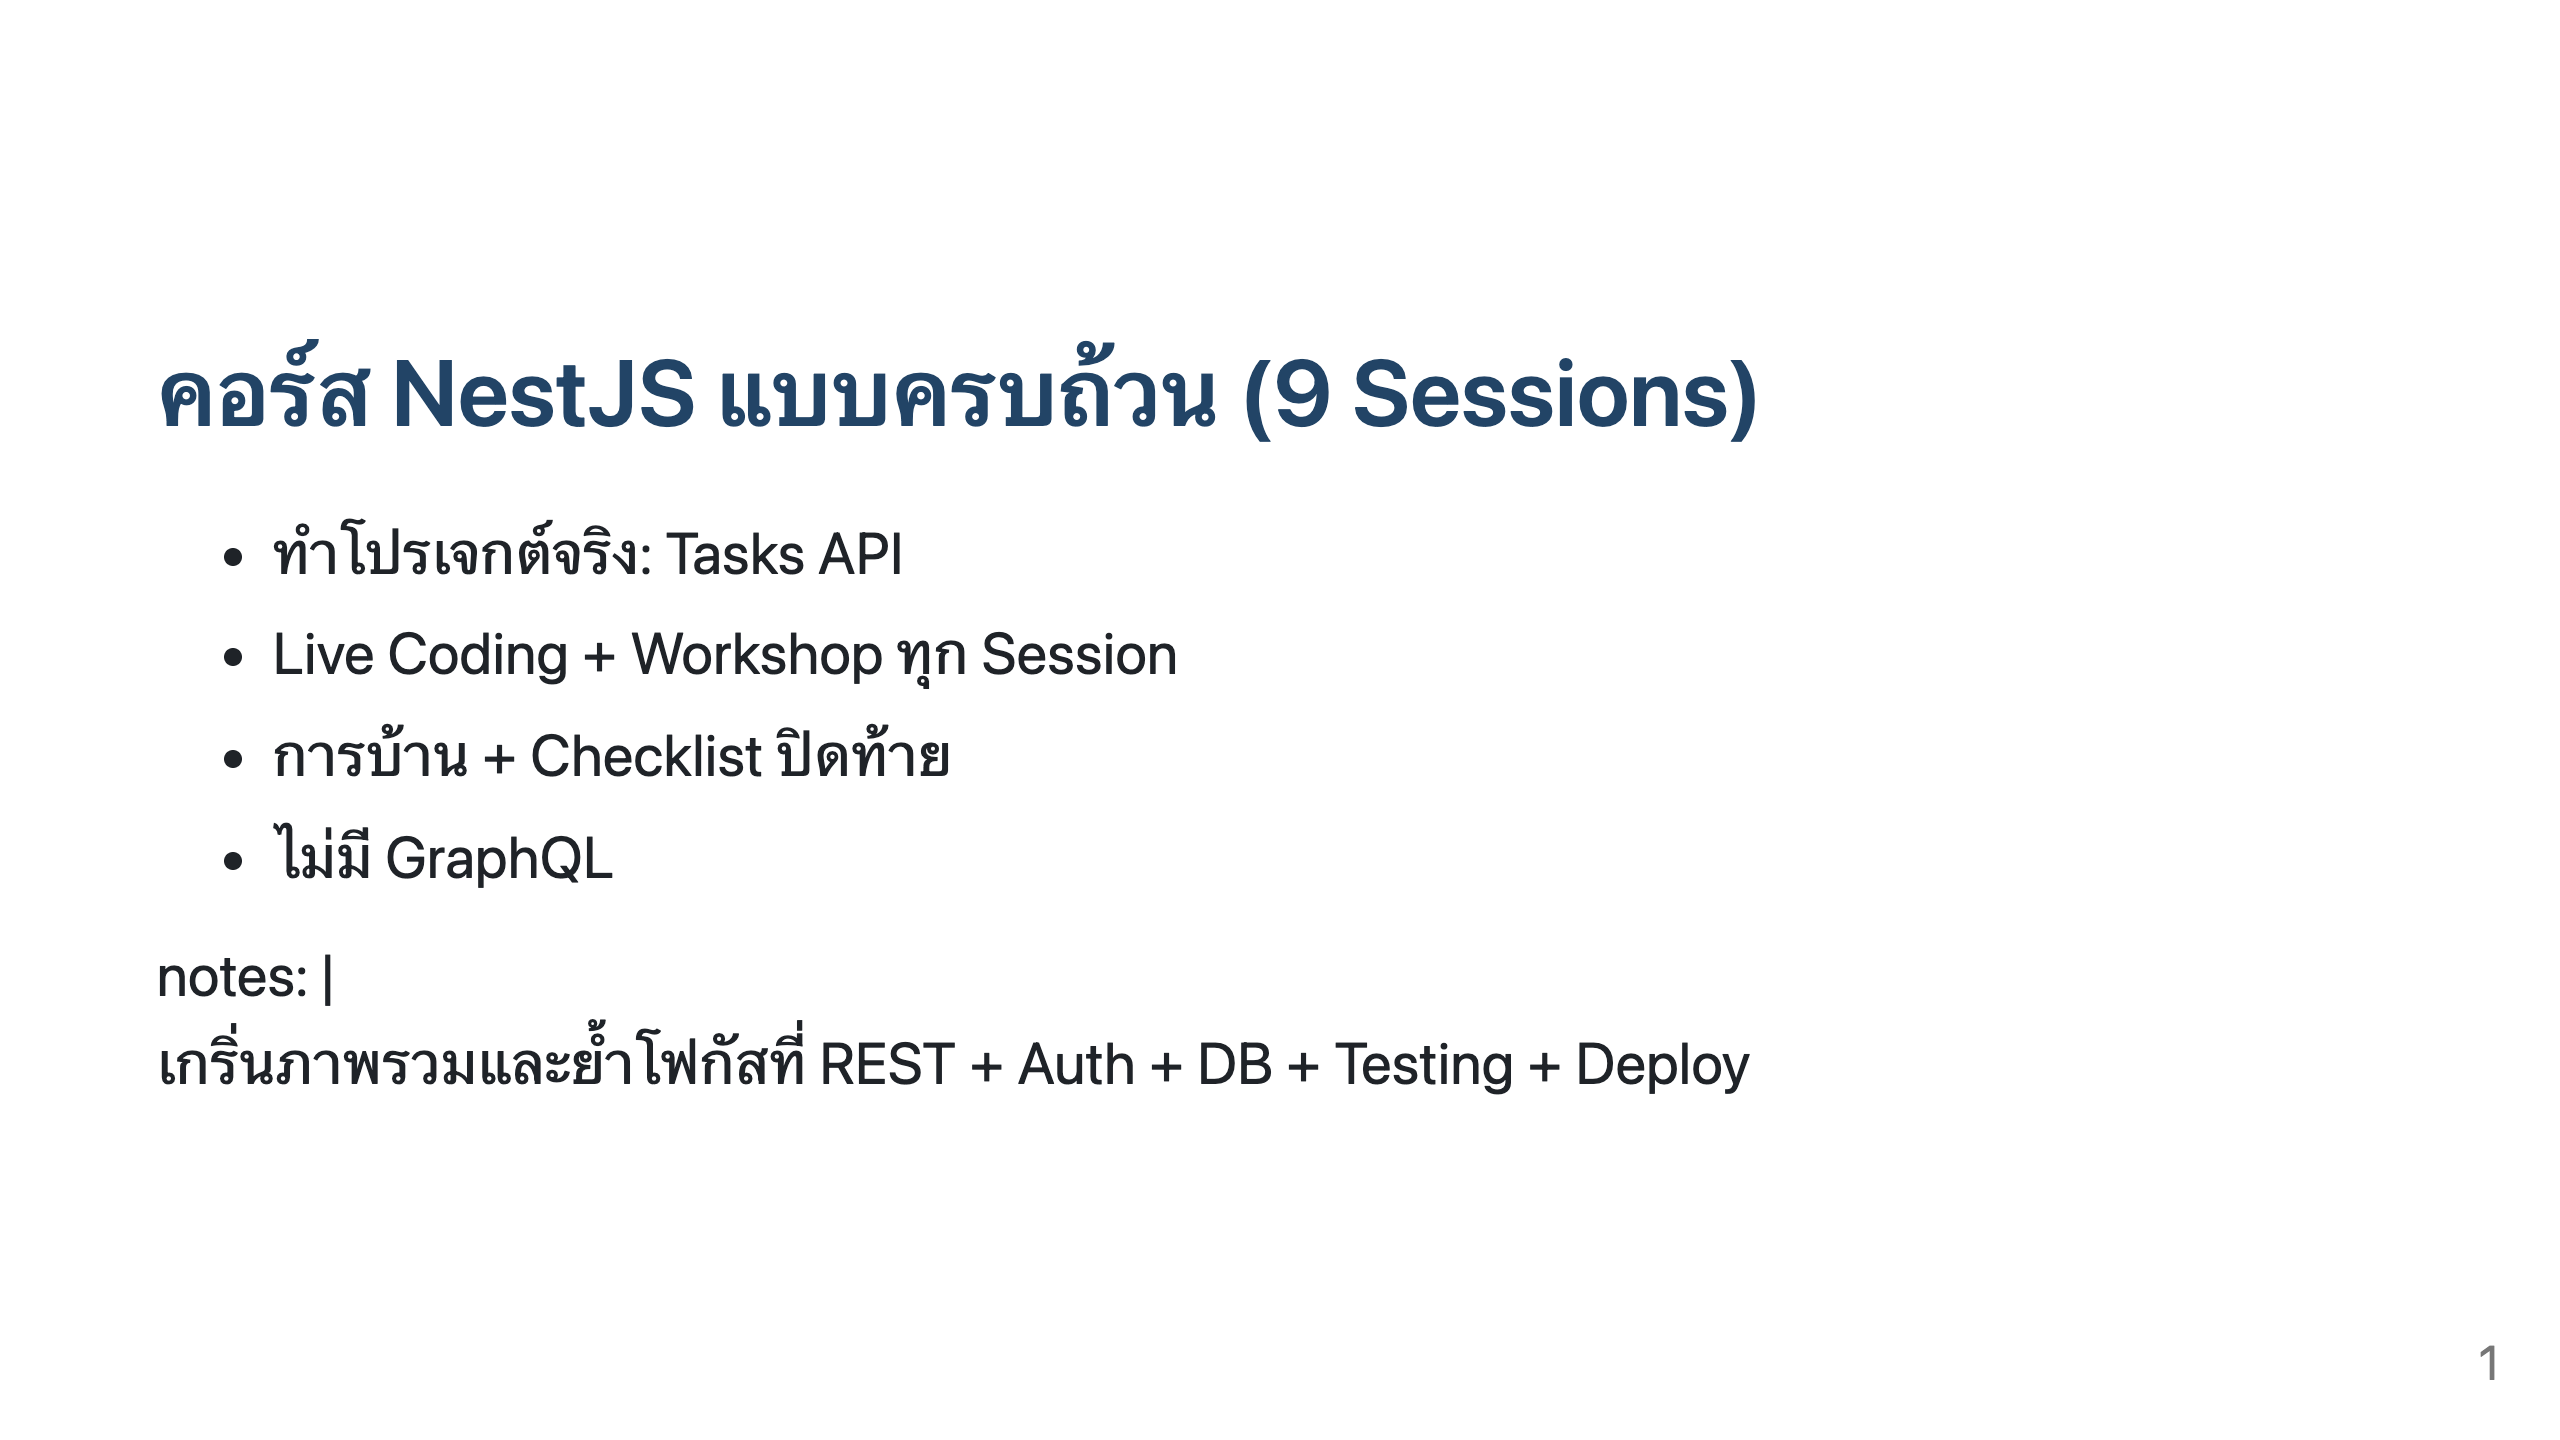 คอร์ส NestJS แบบครบถ้วน (9 Sessions)
• ทำโปรเจกต์จริง: Tasks API
• Live Coding + Workshop ทุก Session
• การบ้าน + Checklist ปิดท้าย
• ไม่มี GraphQL
notes: |
เกริ่นภาพรวมและย้ำโฟกัสที่ REST + Auth + DB + Testing + Deploy
1